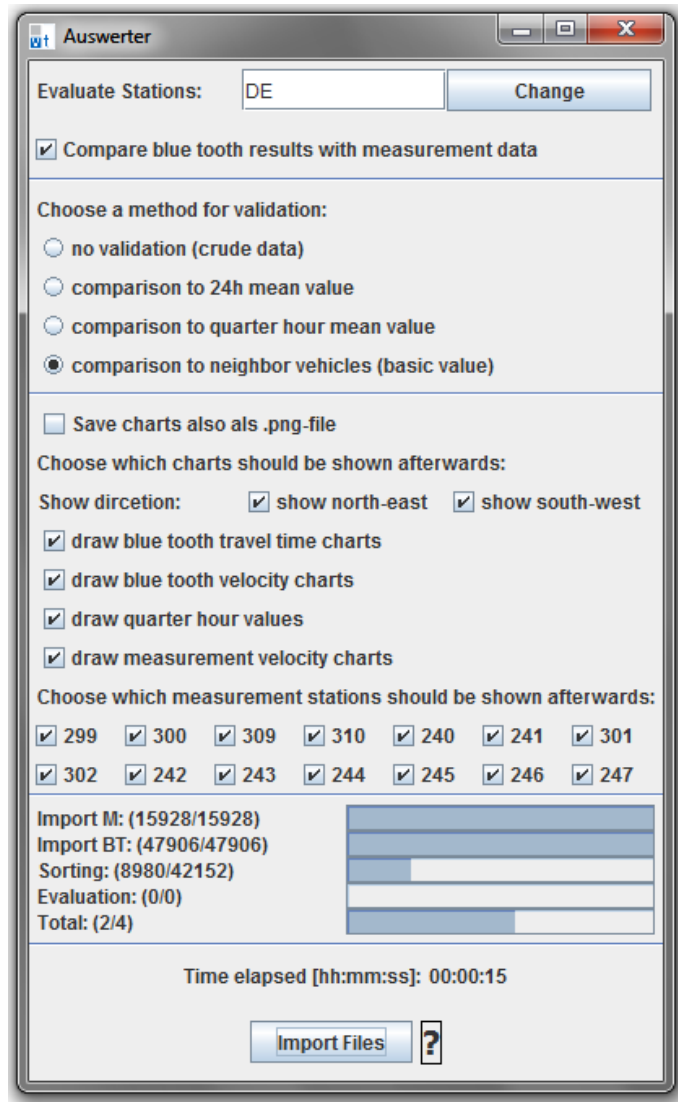 Auswerter
Evaluate Stations: DE Change
Compare blue tooth results with measurement data
Choose a method for validation:
no validation (crude data)
comparison to 24h mean value
comparison to quarter hour mean value
comparison to neighbor vehicles (basic value)
Save charts also als .png-file
Choose which charts should be shown afterwards:
Show dircetion: show north-east show south-west
draw blue tooth travel time charts
draw blue tooth velocity charts
draw quarter hour values
draw measurement velocity charts
Choose which measurement stations should be shown afterwards:
299 300 309 310 240 241 301
302 242 243 244 245 246 247
Import M: (15928/15928)
Import BT: (47906/47906)
Sorting: (8980/42152)
Evaluation: (0/0)
Total: (2/4)
Time elapsed [hh:mm:ss]: 00:00:15
Import Files ?